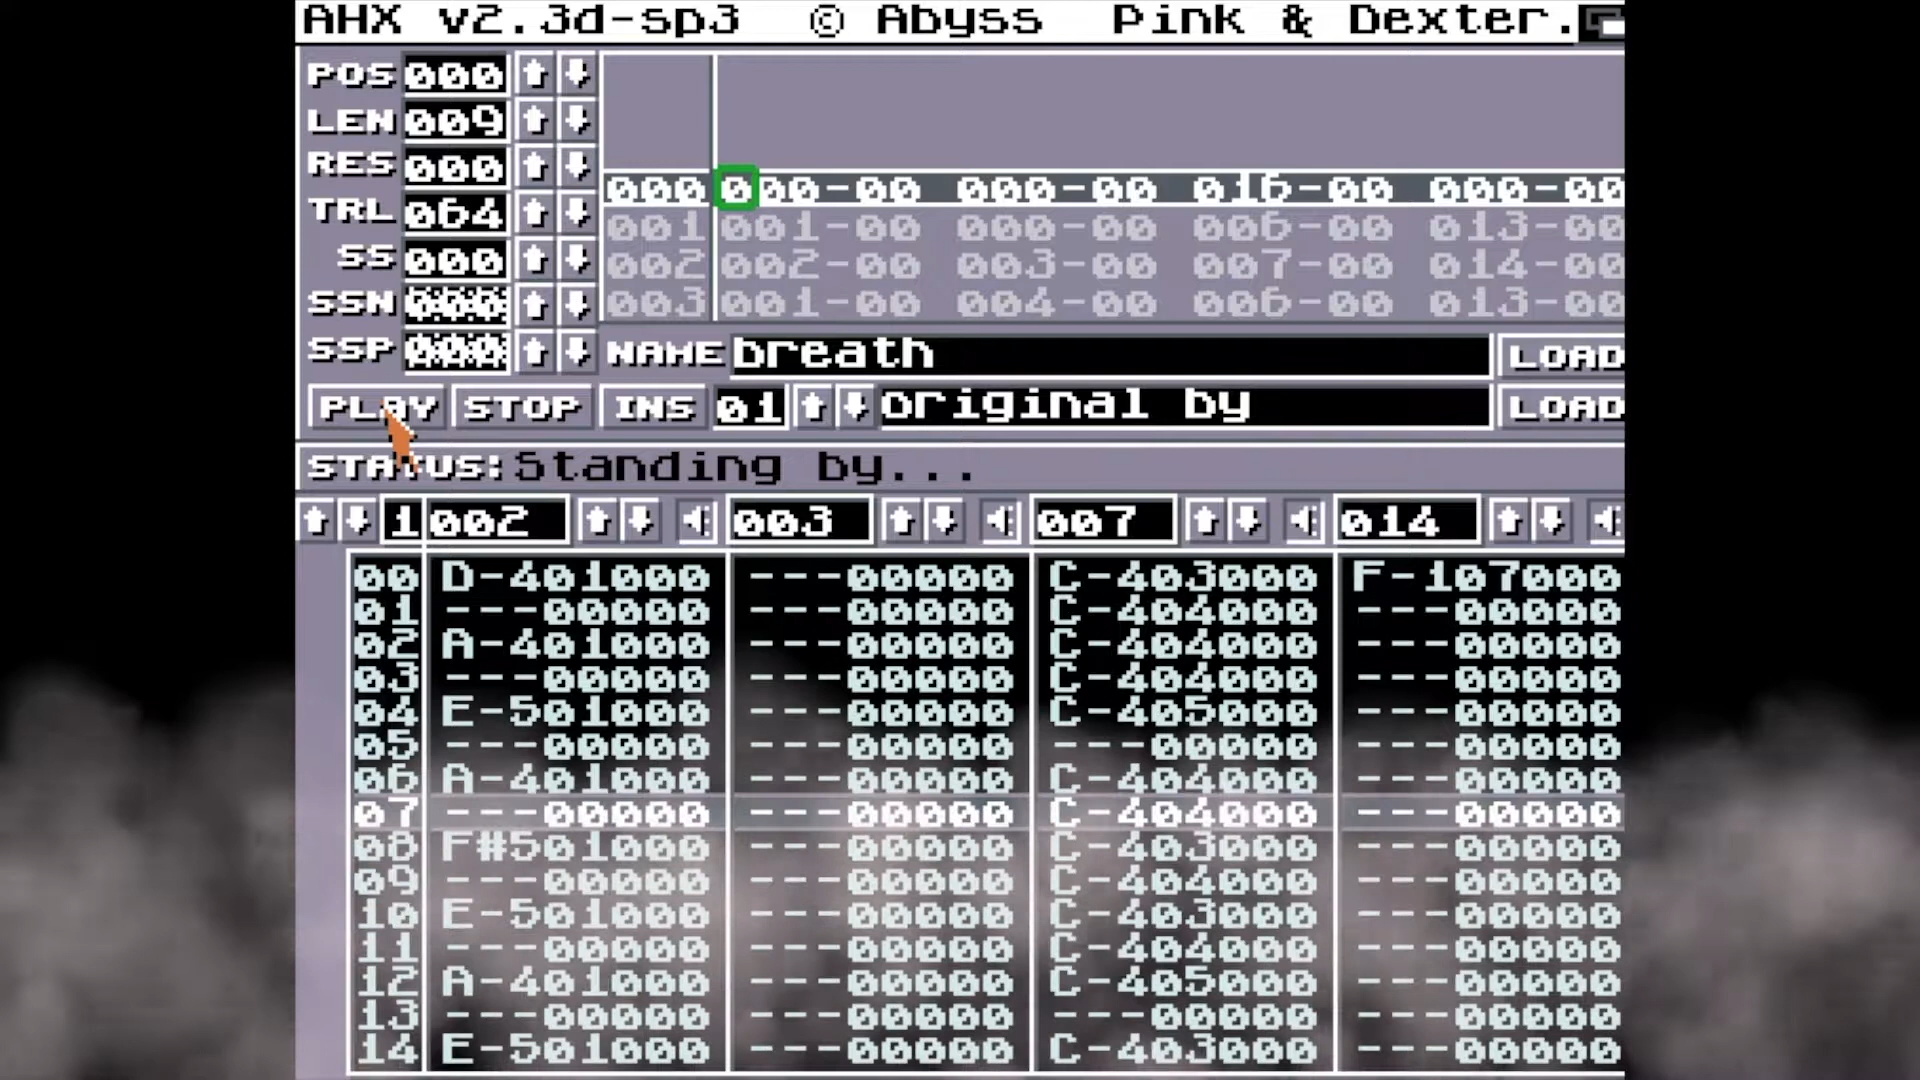 AHX v2.3d-sp3 © Abyss Pink & Dexter.
POS 000
LEN 009
RES 000
TRL 064
SS 000
SSN 000
SSP 000
000 000-00 000-00 016-00 000-00
001 001-00 000-00 006-00 013-00
002 002-00 003-00 007-00 014-00
003 001-00 004-00 006-00 013-00
NAME breath LOAD
PLAY STOP INS 01 original by LOAD
STATUS: Standing by...
1 002 003 007 014
00 D-401000 ---00000 C-403000 F-107000
01 ---00000 ---00000 C-404000 ---00000
02 A-401000 ---00000 C-404000 ---00000
03 ---00000 ---00000 C-404000 ---00000
04 E-501000 ---00000 C-405000 ---00000
05 ---00000 ---00000 ---00000 ---00000
06 A-401000 ---00000 C-404000 ---00000
07 ---00000 ---00000 C-404000 ---00000
08 F#501000 ---00000 C-403000 ---00000
09 ---00000 ---00000 C-404000 ---00000
10 E-501000 ---00000 C-403000 ---00000
11 ---00000 ---00000 C-404000 ---00000
12 A-401000 ---00000 C-405000 ---00000
13 ---00000 ---00000 ---00000 ---00000
14 E-501000 ---00000 C-403000 ---00000